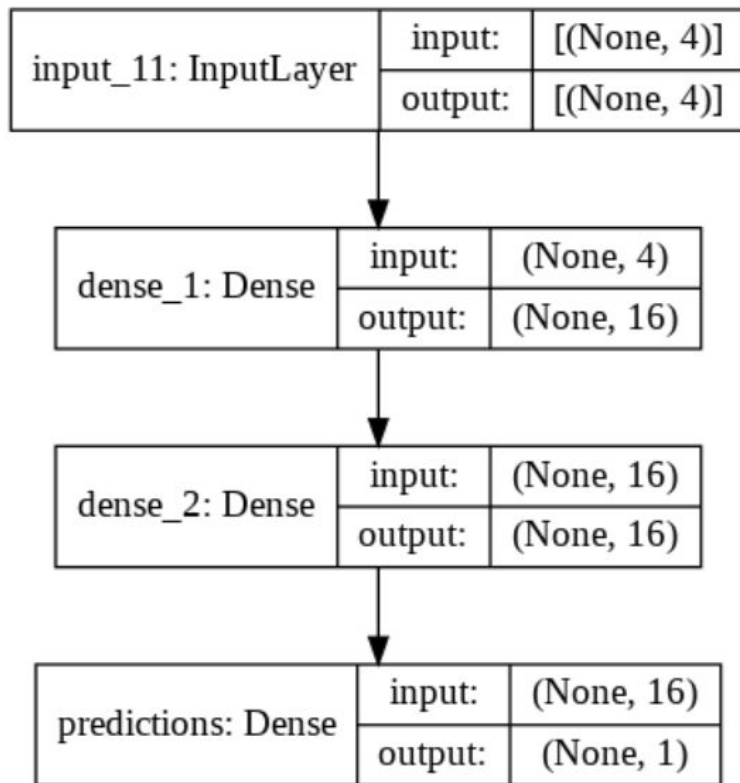 input_11: InputLayer
input: [(None, 4)]
output: [(None, 4)]
dense_1: Dense
input: (None, 4)
output: (None, 16)
dense_2: Dense
input: (None, 16)
output: (None, 16)
predictions: Dense
input: (None, 16)
output: (None, 1)